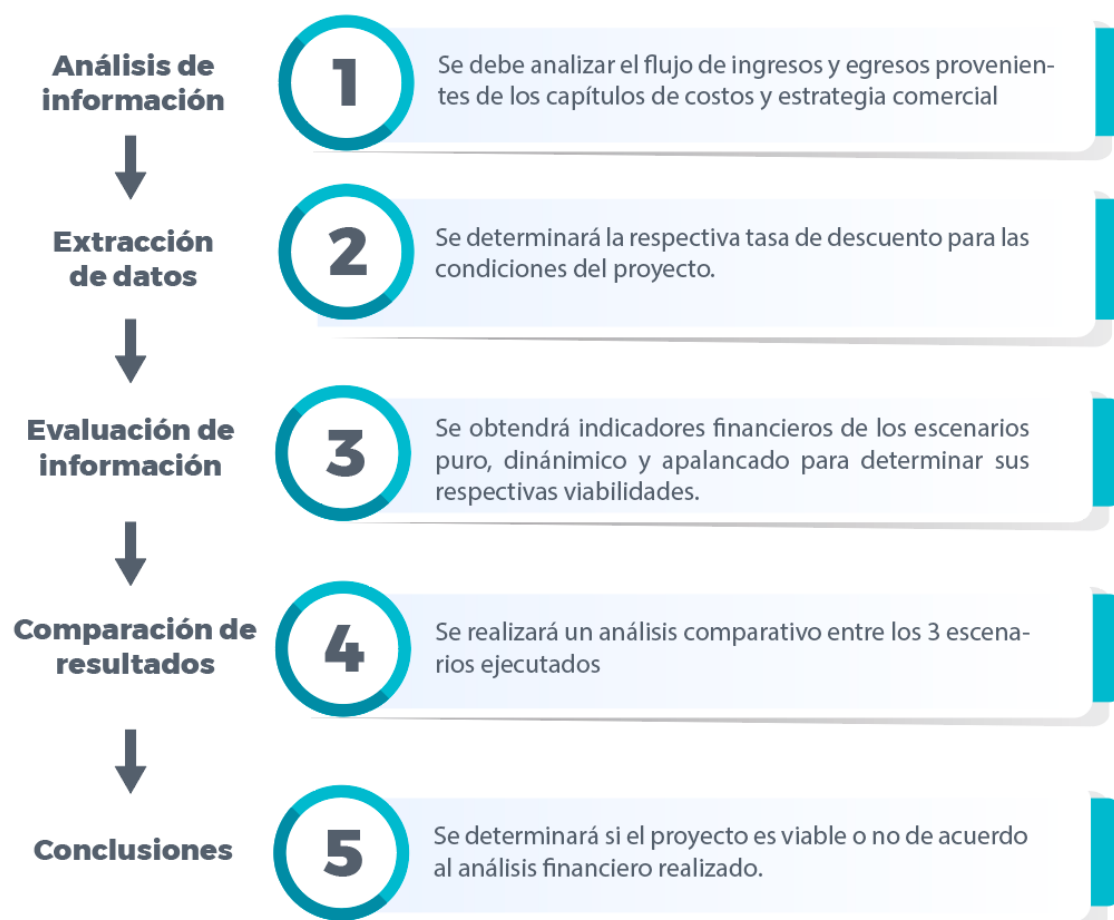 Análisis de
información
1
Se debe analizar el flujo de ingresos y egresos provenien-
tes de los capítulos de costos y estrategia comercial
Extracción
de datos
2
Se determinará la respectiva tasa de descuento para las
condiciones del proyecto.
Evaluación de
información
3
Se obtendrá indicadores financieros de los escenarios
puro, dinánimico y apalancado para determinar sus
respectivas viabilidades.
Comparación de
resultados
4
Se realizará un análisis comparativo entre los 3 escena-
rios ejecutados
Conclusiones
5
Se determinará si el proyecto es viable o no de acuerdo
al análisis financiero realizado.